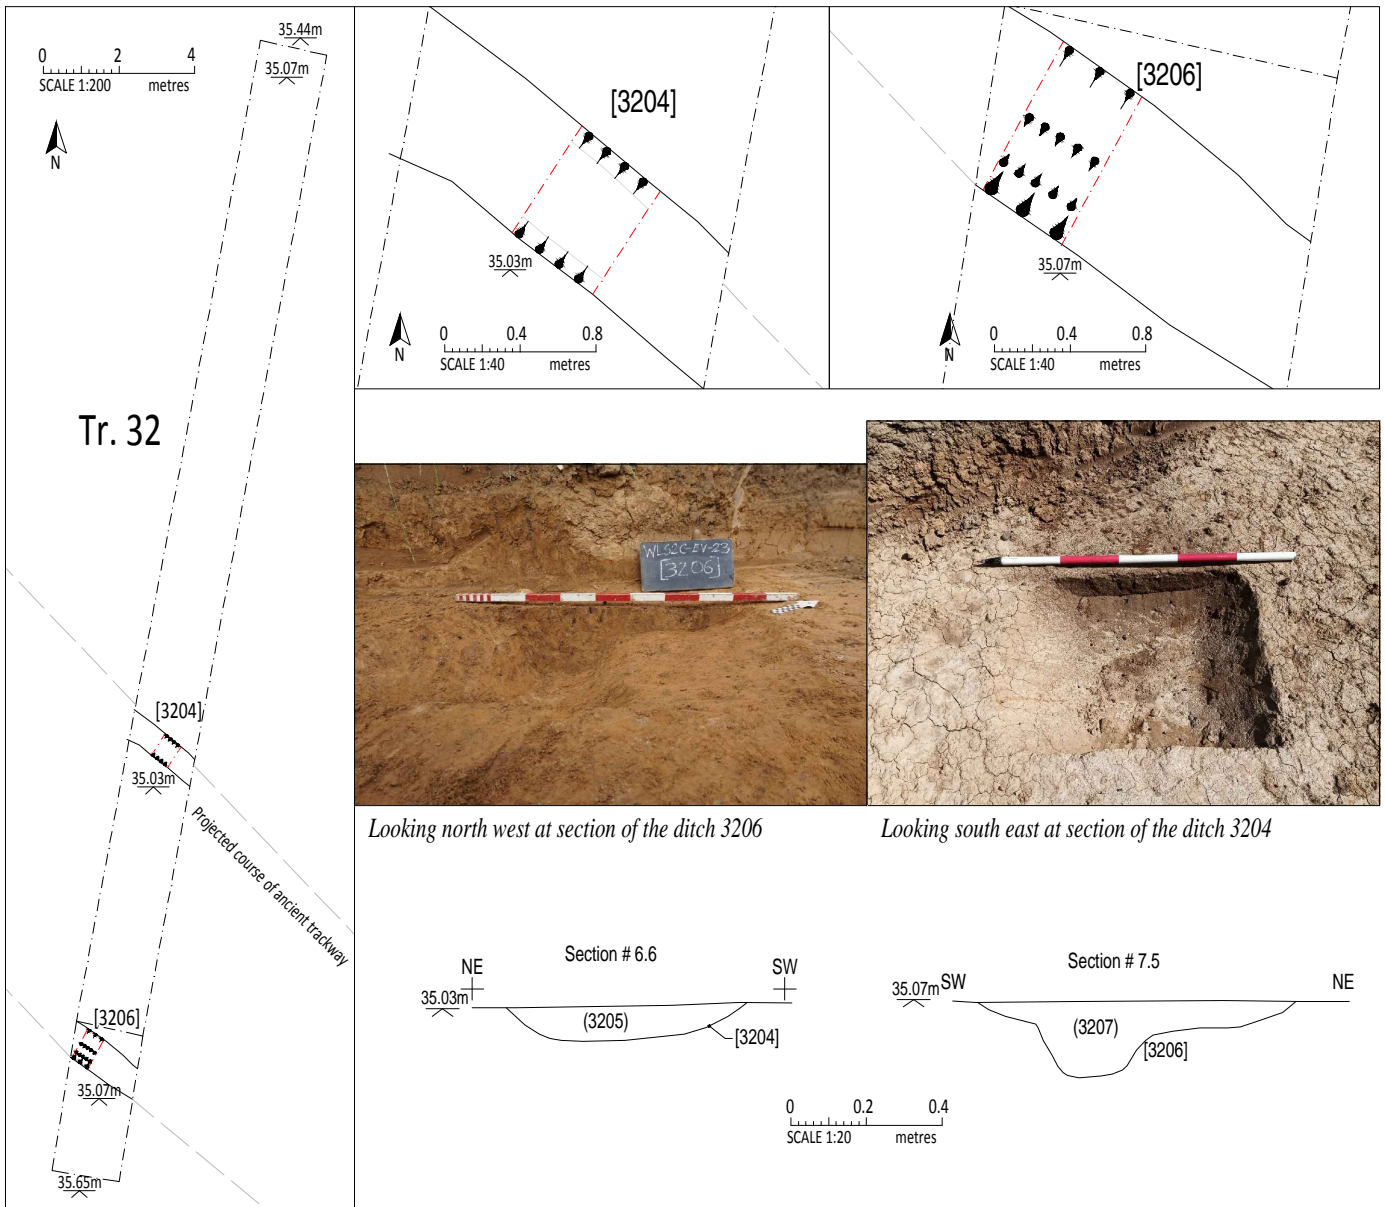 35.44m
0 2 4
35.07m
SCALE 1:200 metres
N
Tr. 32
[3204]
35.03m
Projected course of ancient trackway
[3206]
35.07m
35.65m
[3204]
35.03m
0 0.4 0.8
N
SCALE 1:40 metres
[3206]
35.07m
0 0.4 0.8
N
SCALE 1:40 metres
WLS2C-EV-23
[3206]
Looking north west at section of the ditch 3206
Looking south east at section of the ditch 3204
Section # 6.6
NE SW
35.03m
(3205)
[3204]
Section # 7.5
35.07m SW NE
(3207)
[3206]
0 0.2 0.4
SCALE 1:20 metres